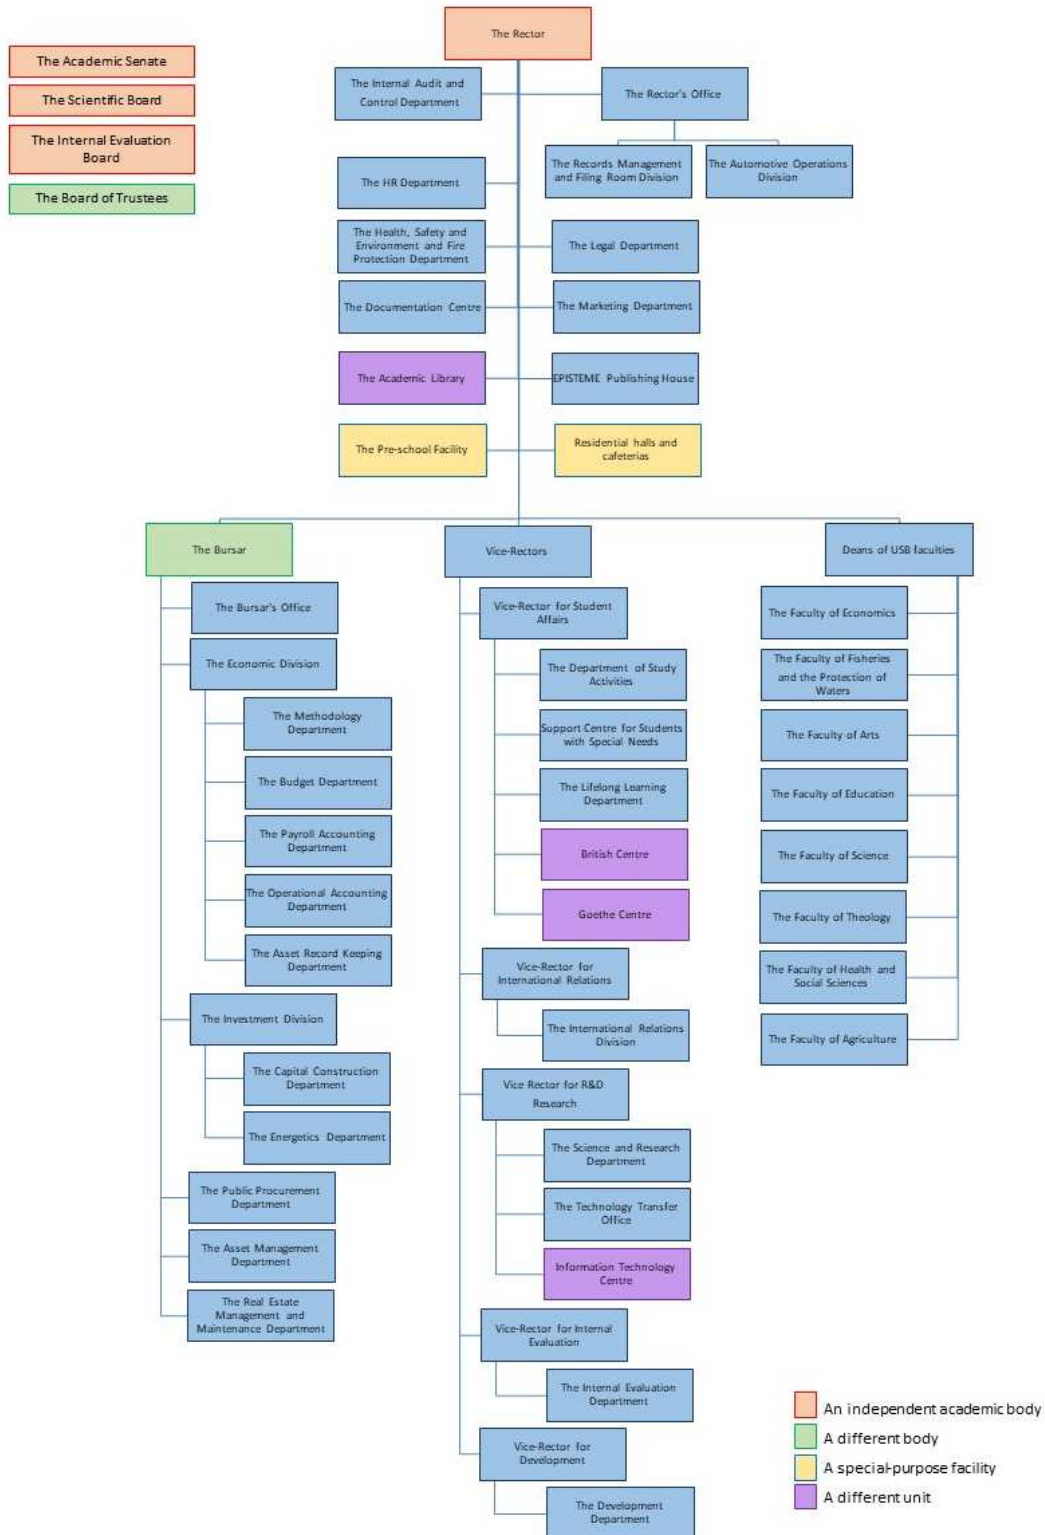 The Rector
The Academic Senate
The Scientific Board
The Internal Evaluation
Board
The Board of Trustees
The Internal Audit and
Control Department
The Rector's Office
The Records Management
and Filing Room Division
The Automotive Operations
Division
The HR Department
The Health, Safety and
Environment and Fire
Protection Department
The Legal Department
The Documentation Centre
The Marketing Department
The Academic Library
EPISTEME Publishing House
The Pre-school Facility
Residential halls and
cafeterias
The Bursar
Vice-Rectors
Deans of USB faculties
The Bursar's Office
The Economic Division
The Methodology
Department
The Budget Department
The Payroll Accounting
Department
The Operational Accounting
Department
The Asset Record Keeping
Department
The Investment Division
The Capital Construction
Department
The Energetics Department
The Public Procurement
Department
The Asset Management
Department
The Real Estate
Management and
Maintenance Department
Vice-Rector for Student
Affairs
The Department of Study
Activities
Support Centre for Students
with Special Needs
The Lifelong Learning
Department
British Centre
Goethe Centre
Vice-Rector for
International Relations
The International Relations
Division
Vice Rector for R&D
Research
The Science and Research
Department
The Technology Transfer
Office
Information Technology
Centre
Vice-Rector for Internal
Evaluation
The Internal Evaluation
Department
Vice-Rector for
Development
The Development
Department
The Faculty of Economics
The Faculty of Fisheries
and the Protection of
Waters
The Faculty of Arts
The Faculty of Education
The Faculty of Science
The Faculty of Theology
The Faculty of Health and
Social Sciences
The Faculty of Agriculture
An independent academic body
A different body
A special-purpose facility
A different unit